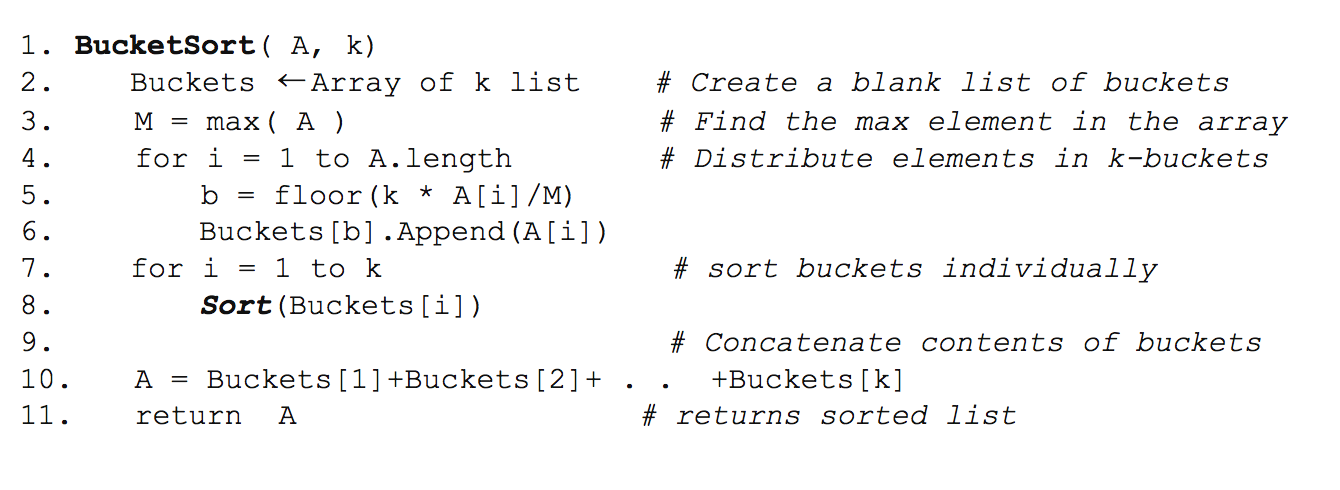 1. BucketSort( A, k)
2. Buckets ←Array of k list # Create a blank list of buckets
3. M = max( A ) # Find the max element in the array
4. for i = 1 to A.length # Distribute elements in k-buckets
5. b = floor(k * A[i]/M)
6. Buckets[b].Append(A[i])
7. for i = 1 to k # sort buckets individually
8. Sort(Buckets[i])
9. # Concatenate contents of buckets
10. A = Buckets[1]+Buckets[2]+ . . +Buckets[k]
11. return A # returns sorted list